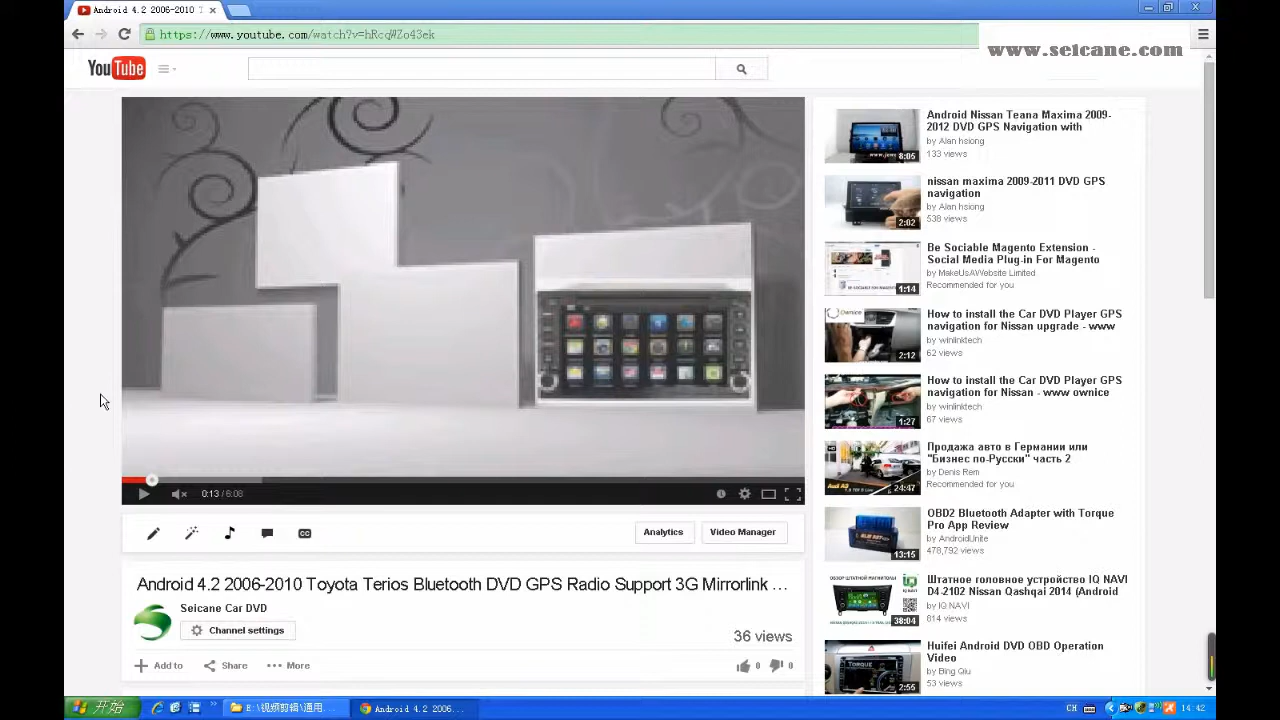 Android 4.2 2006-2010 T
https://www.youtube.com/watch?v=hRcqWZo43ek
www.seicane.com
YouTube
Android Nissan Teana Maxima 2009-
2012 DVD GPS Navigation with
by Alan hsiong
133 views
8:05
nissan maxima 2009-2011 DVD GPS
navigation
by Alan hsiong
538 views
2:02
Be Sociable Magento Extension -
Social Media Plug-in For Magento
by MakeUsAWebsite Limited
Recommended for you
1:14
Ownice
How to install the Car DVD Player GPS
navigation for Nissan upgrade - www
by winlinktech
62 views
2:12
How to install the Car DVD Player GPS
navigation for Nissan - www ownice
by winlinktech
67 views
1:27
Продажа авто в Германии или
"Бизнес по-Русски" часть 2
by Denis Rem
Recommended for you
24:47
OBD2 Bluetooth Adapter with Torque
Pro App Review
by AndroidUnite
478,792 views
13:15
Штатное головное устройство IQ NAVI
D4-2102 Nissan Qashqai 2014 (Android
by IQ NAVI
814 views
38:04
Huifei Android DVD OBD Operation
Video
by Bing Qiu
53 views
TORQUE
2:55
0:13 / 6:08
Analytics
Video Manager
Android 4.2 2006-2010 Toyota Terios Bluetooth DVD GPS Radio Support 3G Mirrorlink ...
Seicane Car DVD
Channel settings
36 views
Add to
Share
More
0
0
开始
E:\视频剪辑\通用...
Android 4.2 2006...
CH
14:42